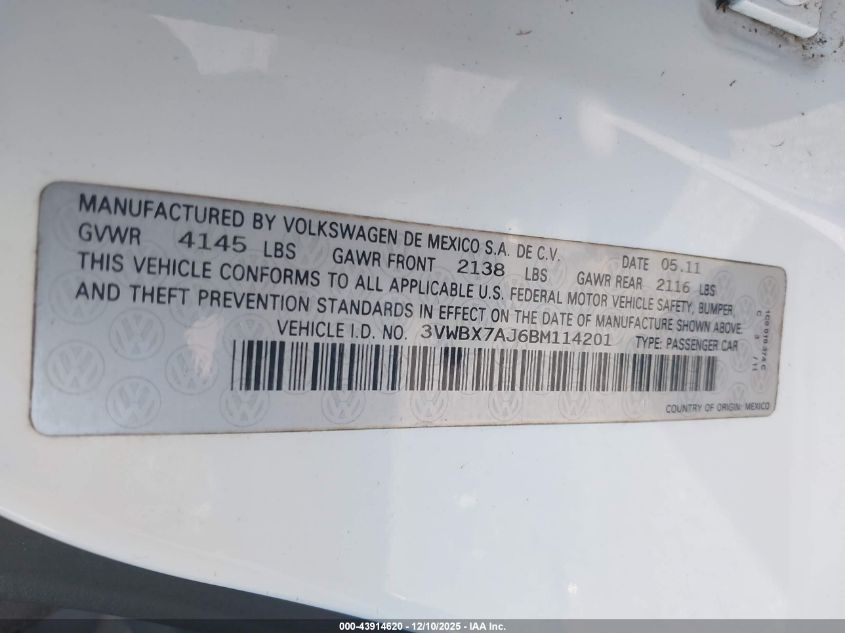 MANUFACTURED BY VOLKSWAGEN DE MEXICO S.A. DE C.V. DATE 05.11
GVWR 4145 LBS GAWR FRONT 2138 LBS GAWR REAR 2116 LBS
THIS VEHICLE CONFORMS TO ALL APPLICABLE U.S. FEDERAL MOTOR VEHICLE SAFETY, BUMPER,
AND THEFT PREVENTION STANDARDS IN EFFECT ON THE DATE OF MANUFACTURE SHOWN ABOVE.
VEHICLE I.D. NO. 3VWBX7AJ6BM114201 TYPE: PASSENGER CAR
COUNTRY OF ORIGIN: MEXICO
000-43914620 - 12/10/2025 - IAA Inc.